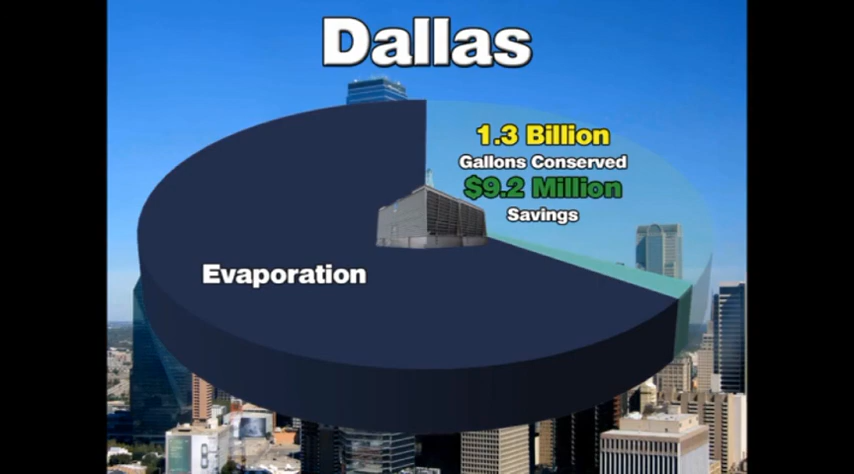 Dallas
1.3 Billion
Gallons Conserved
$9.2 Million
Savings
Evaporation